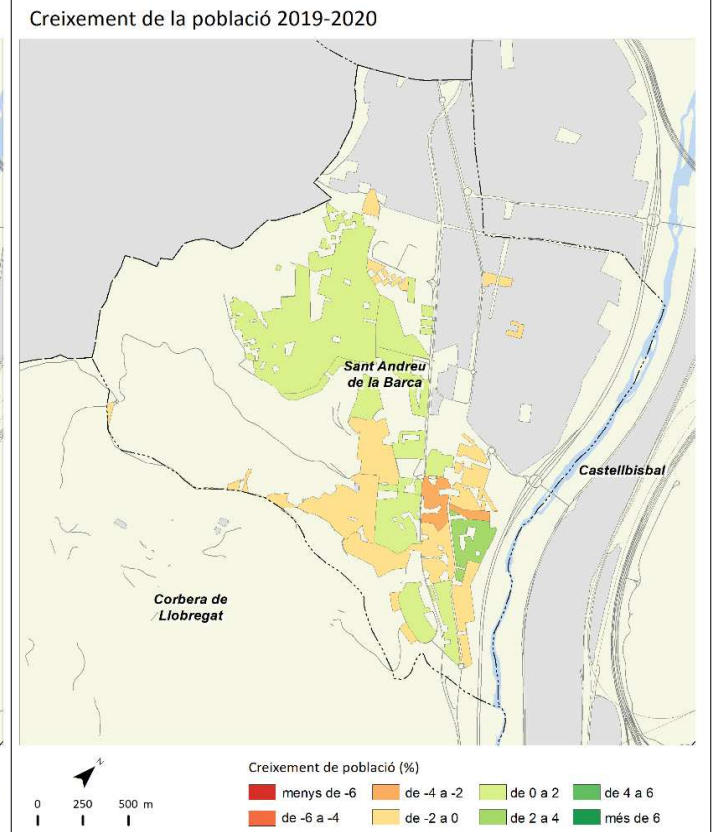 Creixement de la població 2019-2020
Sant Andreu
de la Barca
Castellbisbal
Corbera de
Llobregat
N
0 250 500 m
Creixement de població (%)
menys de -6
de -4 a -2
de 0 a 2
de 4 a 6
de -6 a -4
de -2 a 0
de 2 a 4
més de 6